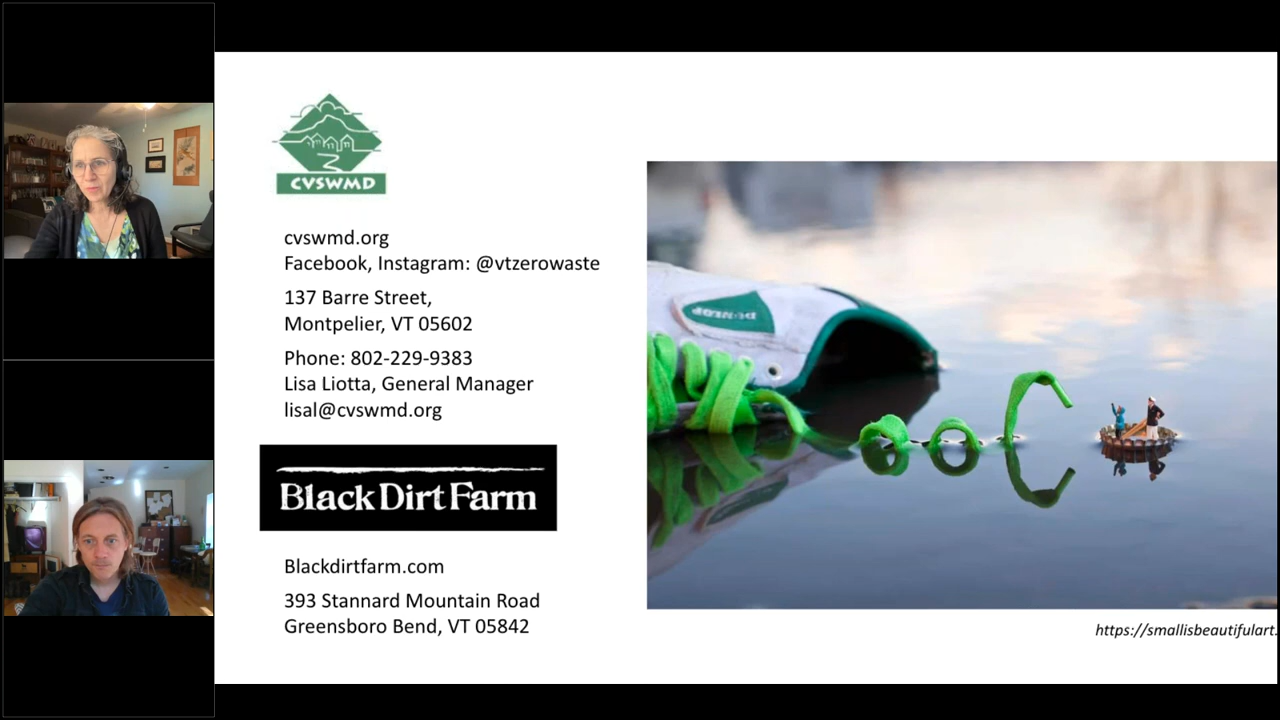 CVSWMD
cvswmd.org
Facebook, Instagram: @vtzerowaste
137 Barre Street,
Montpelier, VT 05602
Phone: 802-229-9383
Lisa Liotta, General Manager
lisal@cvswmd.org
Black Dirt Farm
Blackdirtfarm.com
393 Stannard Mountain Road
Greensboro Bend, VT 05842
DUNLOP
https://smallisbeautifulart.